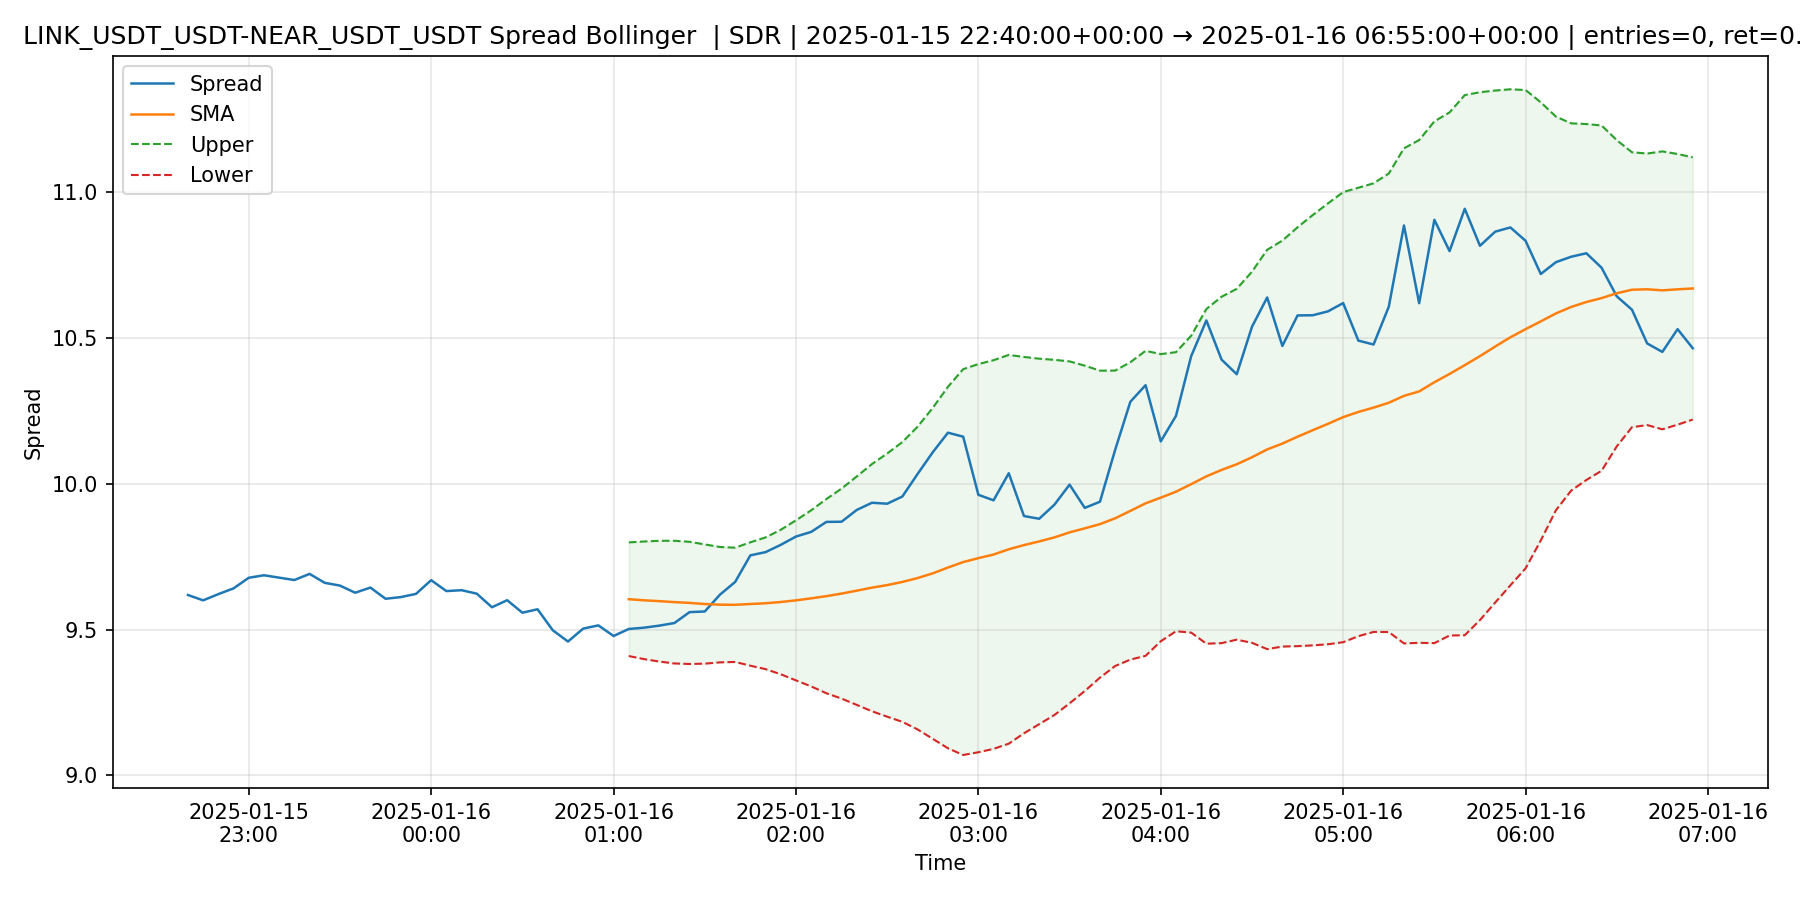 LINK_USDT_USDT-NEAR_USDT_USDT Spread Bollinger | SDR | 2025-01-15 22:40:00+00:00 → 2025-01-16 06:55:00+00:00 | entries=0, ret=0.
Spread
SMA
Upper
Lower
11.0
10.5
10.0
9.5
9.0
Spread
2025-01-15 2025-01-16 2025-01-16 2025-01-16 2025-01-16 2025-01-16 2025-01-16 2025-01-16 2025-01-16
23:00 00:00 01:00 02:00 03:00 04:00 05:00 06:00 07:00
Time